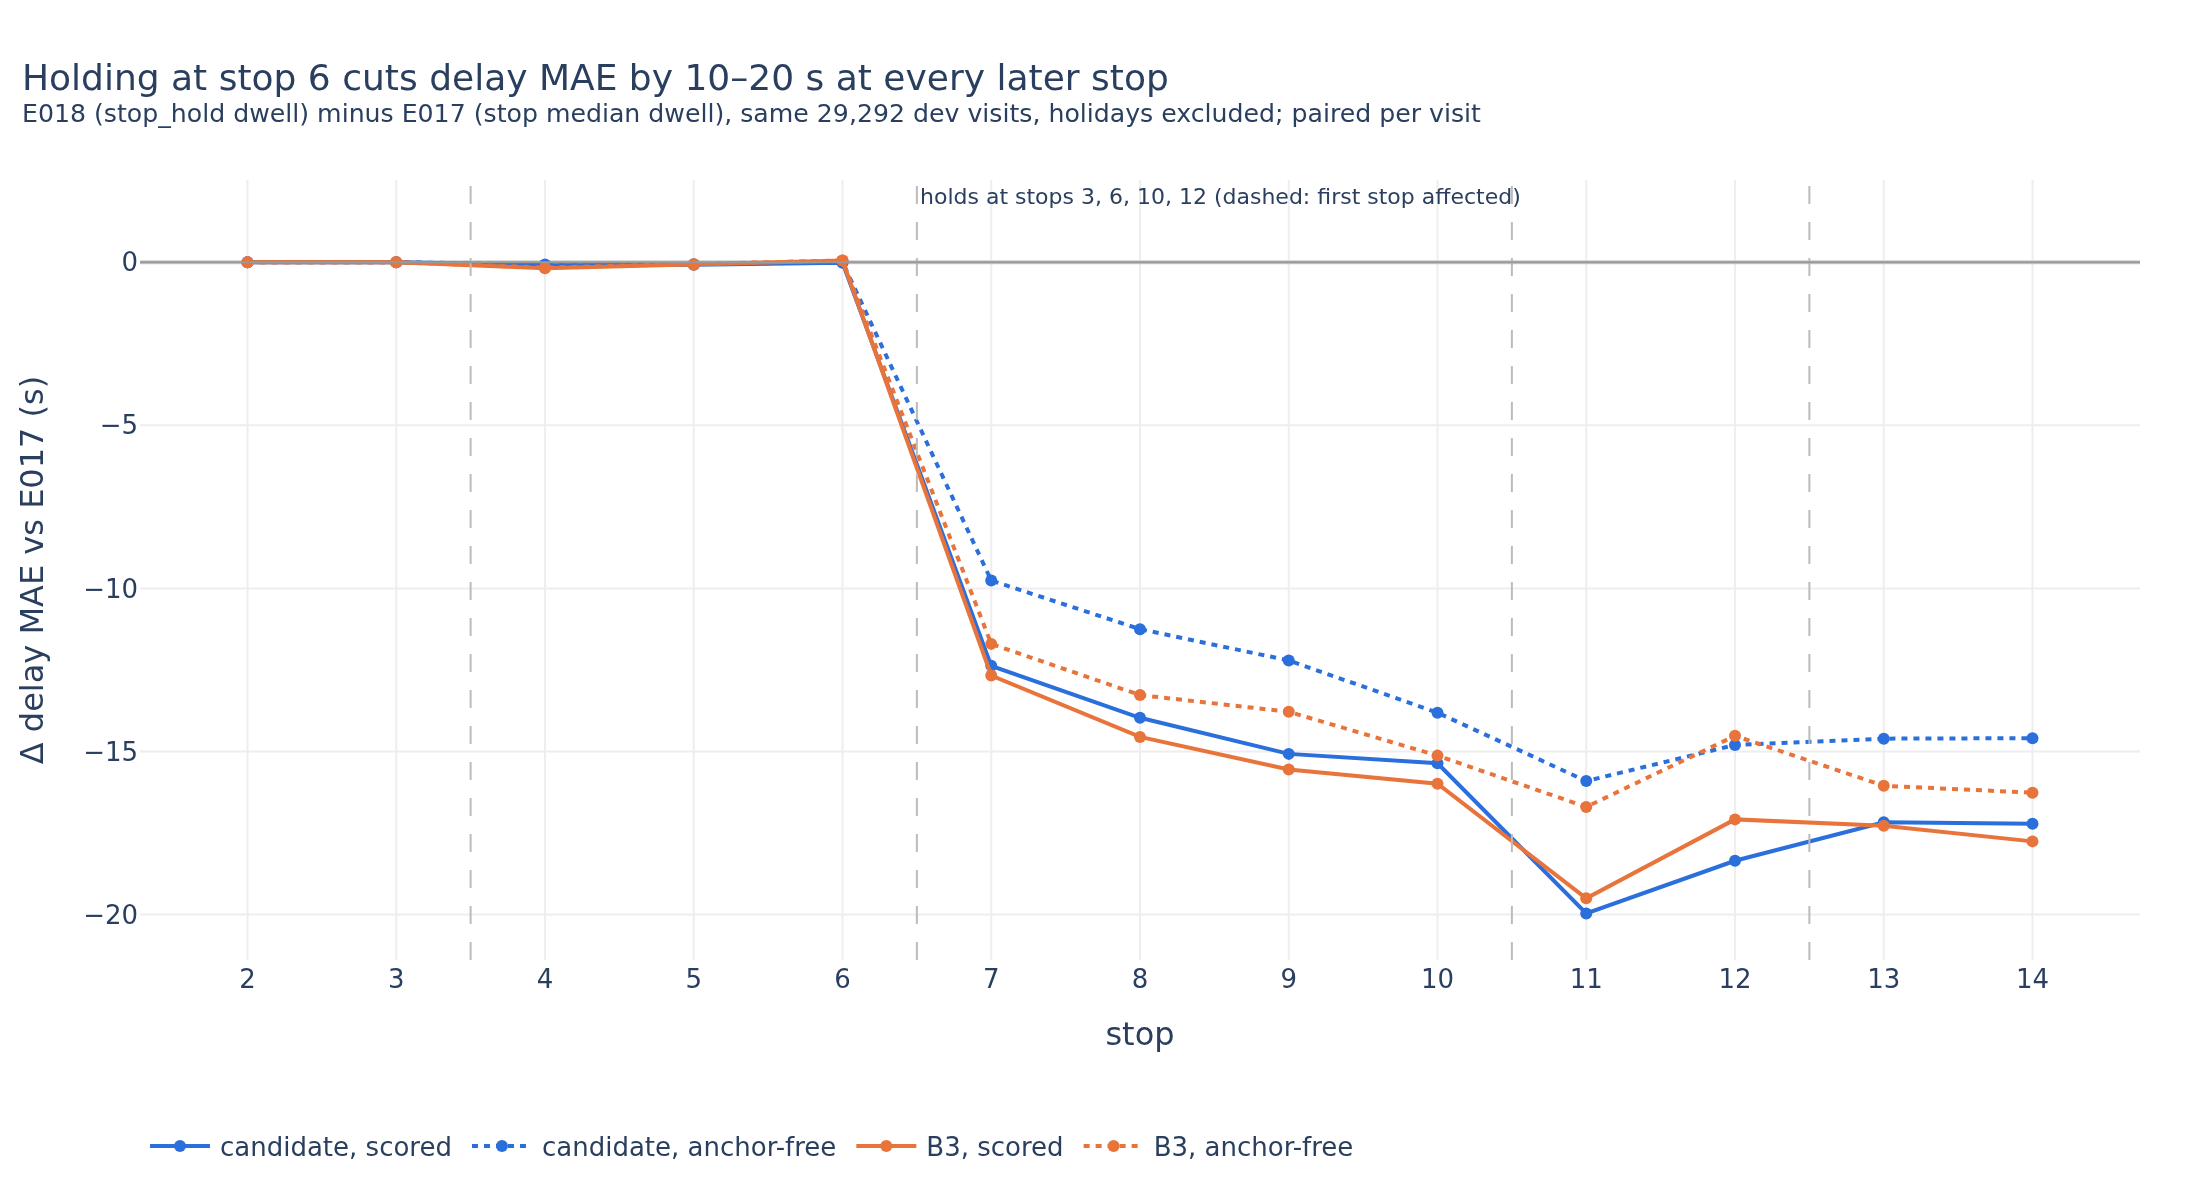 Holding at stop 6 cuts delay MAE by 10–20 s at every later stop
E018 (stop_hold dwell) minus E017 (stop median dwell), same 29,292 dev visits, holidays excluded; paired per visit
holds at stops 3, 6, 10, 12 (dashed: first stop affected)
Δ delay MAE vs E017 (s)
0
−5
−10
−15
−20
2 3 4 5 6 7 8 9 10 11 12 13 14
stop
candidate, scored candidate, anchor-free B3, scored B3, anchor-free